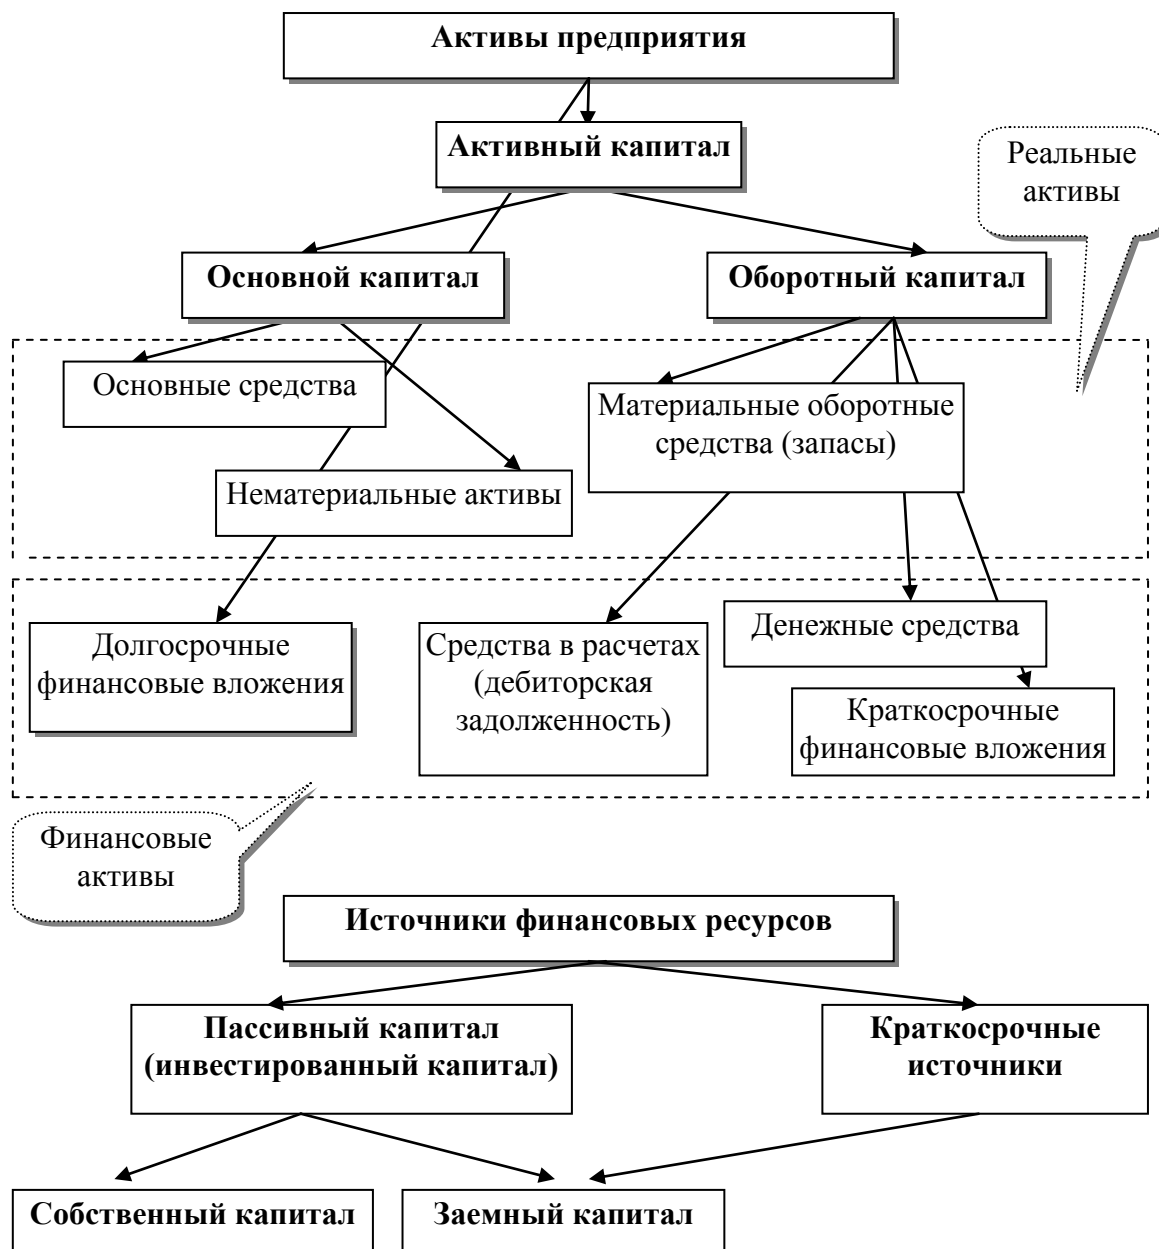 Активы предприятия
Активный капитал
Реальные
активы
Основной капитал
Оборотный капитал
Основные средства
Материальные оборотные
средства (запасы)
Нематериальные активы
Долгосрочные
финансовые вложения
Средства в расчетах
(дебиторская
задолженность)
Денежные средства
Краткосрочные
финансовые вложения
Финансовые
активы
Источники финансовых ресурсов
Пассивный капитал
(инвестированный капитал)
Краткосрочные
источники
Собственный капитал
Заемный капитал